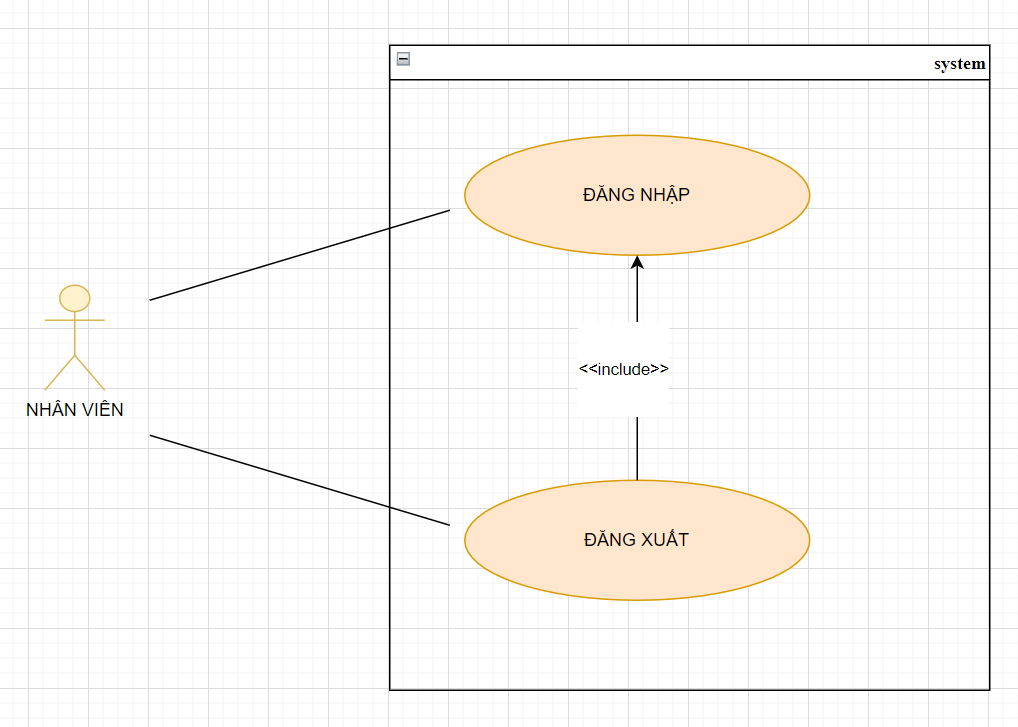 system
ĐĂNG NHẬP
<<include>>
NHÂN VIÊN
ĐĂNG XUẤT